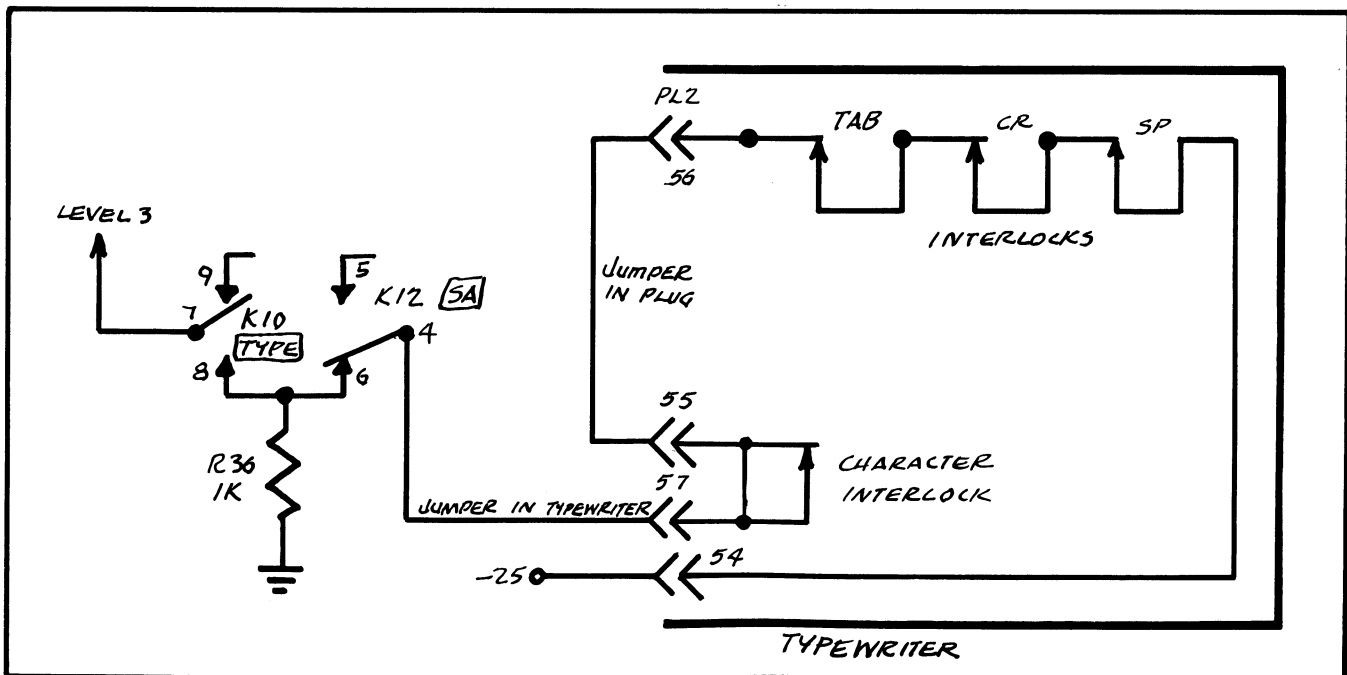 PL2
TAB
CR
SP
56
INTERLOCKS
LEVEL 3
9
5
7
K10
TYPE
K12
SA
4
8
6
JUMPER
IN PLUG
R36
1K
55
57
CHARACTER
INTERLOCK
JUMPER IN TYPEWRITER
54
-25
TYPEWRITER